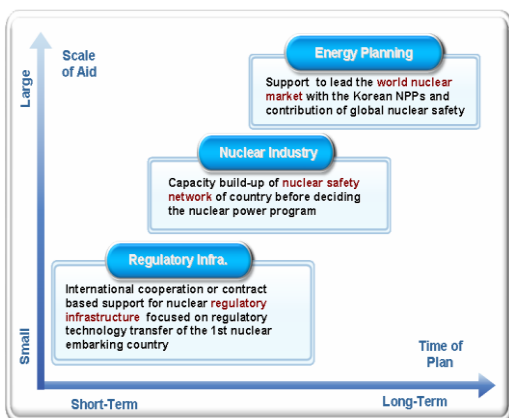 Scale
of Aid
Large
Energy Planning
Support to lead the world nuclear
market with the Korean NPPs and
contribution of global nuclear safety
Nuclear Industry
Capacity build-up of nuclear safety
network of country before deciding
the nuclear power program
Regulatory Infra.
International cooperation or contract
based support for nuclear regulatory
infrastructure focused on regulatory
technology transfer of the 1st nuclear
embarking country
Small
Time of
Plan
Short-Term
Long-Term